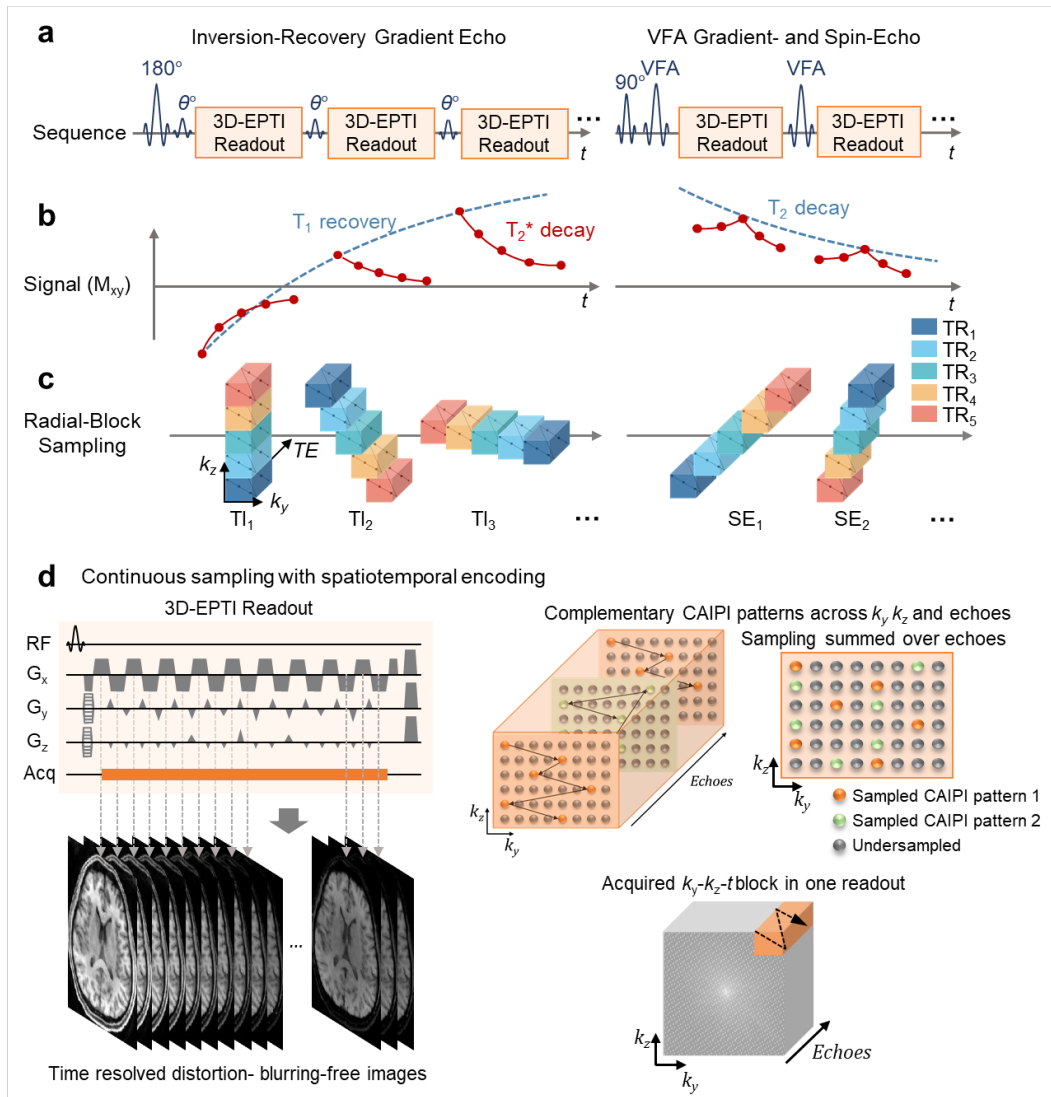 a
Inversion-Recovery Gradient Echo
VFA Gradient- and Spin-Echo
180°
θ°
θ°
θ°
90°
VFA
VFA
Sequence
3D-EPTI
Readout
3D-EPTI
Readout
3D-EPTI
Readout
...
t
3D-EPTI
Readout
3D-EPTI
Readout
...
t
b
T1 recovery
T2* decay
T2 decay
Signal (Mxy)
t
t
TR1
TR2
TR3
TR4
TR5
c
Radial-Block
Sampling
kz
ky
TE
TI1
TI2
TI3
...
SE1
SE2
...
d
Continuous sampling with spatiotemporal encoding
3D-EPTI Readout
RF
Gx
Gy
Gz
Acq
...
Time resolved distortion- blurring-free images
Complementary CAIPI patterns across ky kz and echoes
Sampling summed over echoes
Echoes
kz
ky
kz
ky
Sampled CAIPI pattern 1
Sampled CAIPI pattern 2
Undersampled
Acquired ky-kz-t block in one readout
kz
ky
Echoes